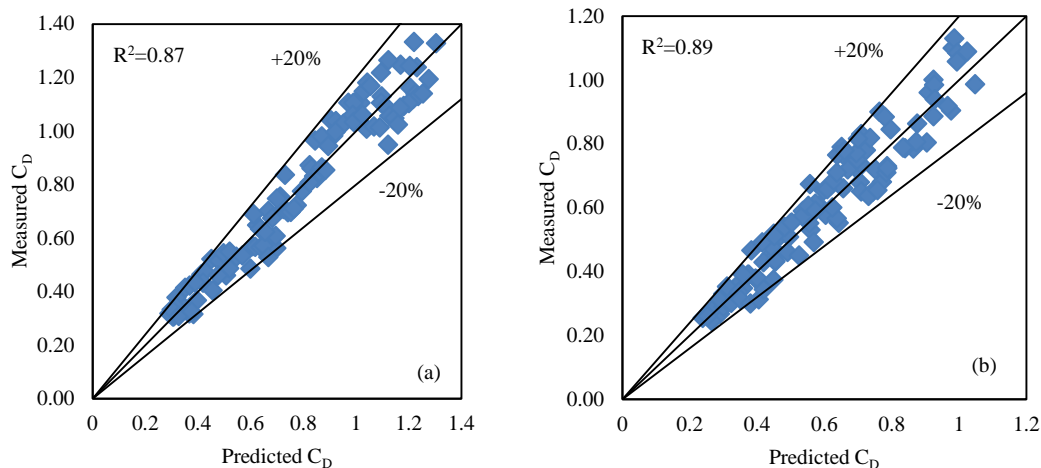 1.40
1.20
1.00
0.80
0.60
0.40
0.20
0.00
Measured C_D
R²=0.87
+20%
-20%
(a)
0 0.2 0.4 0.6 0.8 1 1.2 1.4
Predicted C_D
1.20
1.00
0.80
0.60
0.40
0.20
0.00
Measured C_D
R²=0.89
+20%
-20%
(b)
0 0.2 0.4 0.6 0.8 1 1.2
Predicted C_D